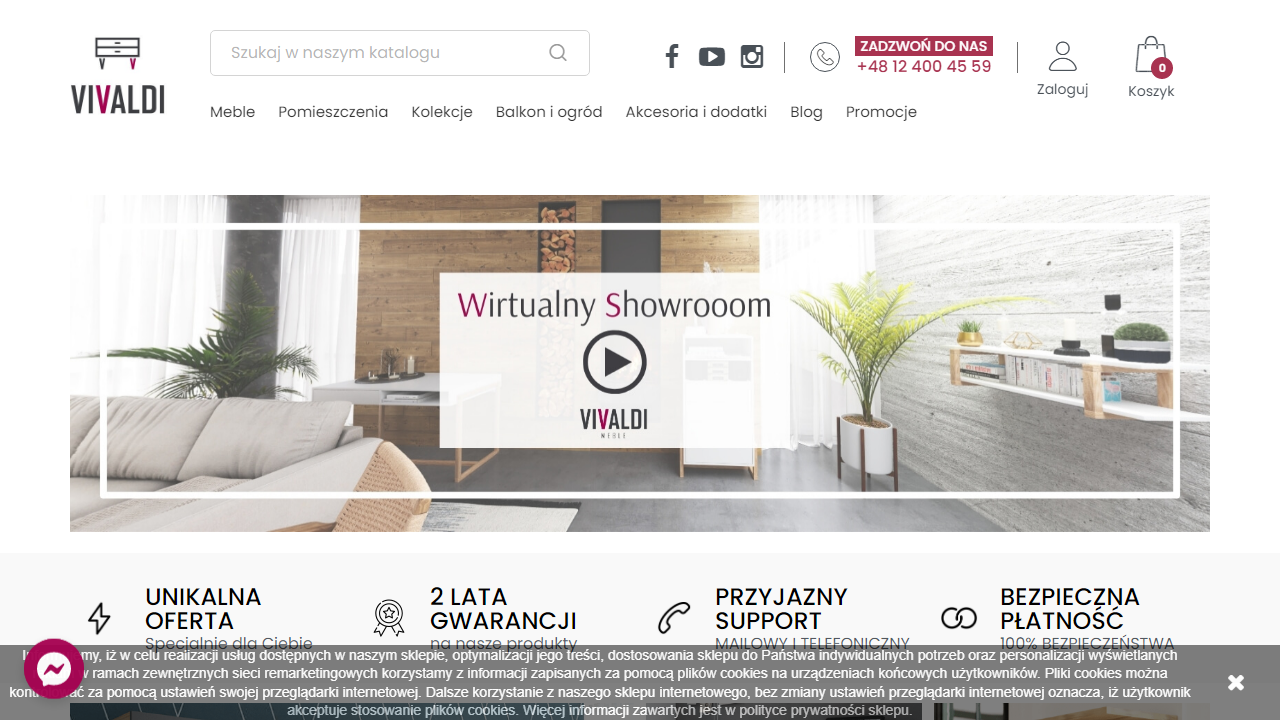 VIVALDI
Szukaj w naszym katalogu
ZADZWOŃ DO NAS
+48 12 400 45 59
Zaloguj
0
Koszyk
Meble Pomieszczenia Kolekcje Balkon i ogród Akcesoria i dodatki Blog Promocje
Wirtualny Showrooom
VIVALDI
MEBLE
UNIKALNA
OFERTA
Specjalnie dla Ciebie
2 LATA
GWARANCJI
na nasze produkty
PRZYJAZNY
SUPPORT
MAILOWY I TELEFONICZNY
BEZPIECZNA
PŁATNOŚĆ
100% BEZPIECZEŃSTWA
iż w celu realizacji usług dostępnych w naszym sklepie, optymalizacji jego treści, dostosowania sklepu do Państwa indywidualnych potrzeb oraz personalizacji wyświetlanych
w ramach zewnętrznych sieci remarketingowych korzystamy z informacji zapisanych za pomocą plików cookies na urządzeniach końcowych użytkowników. Pliki cookies można
za pomocą ustawień swojej przeglądarki internetowej. Dalsze korzystanie z naszego sklepu internetowego, bez zmiany ustawień przeglądarki internetowej oznacza, iż użytkownik
akceptuje stosowanie plików cookies. Więcej informacji zawartych jest w polityce prywatności sklepu.